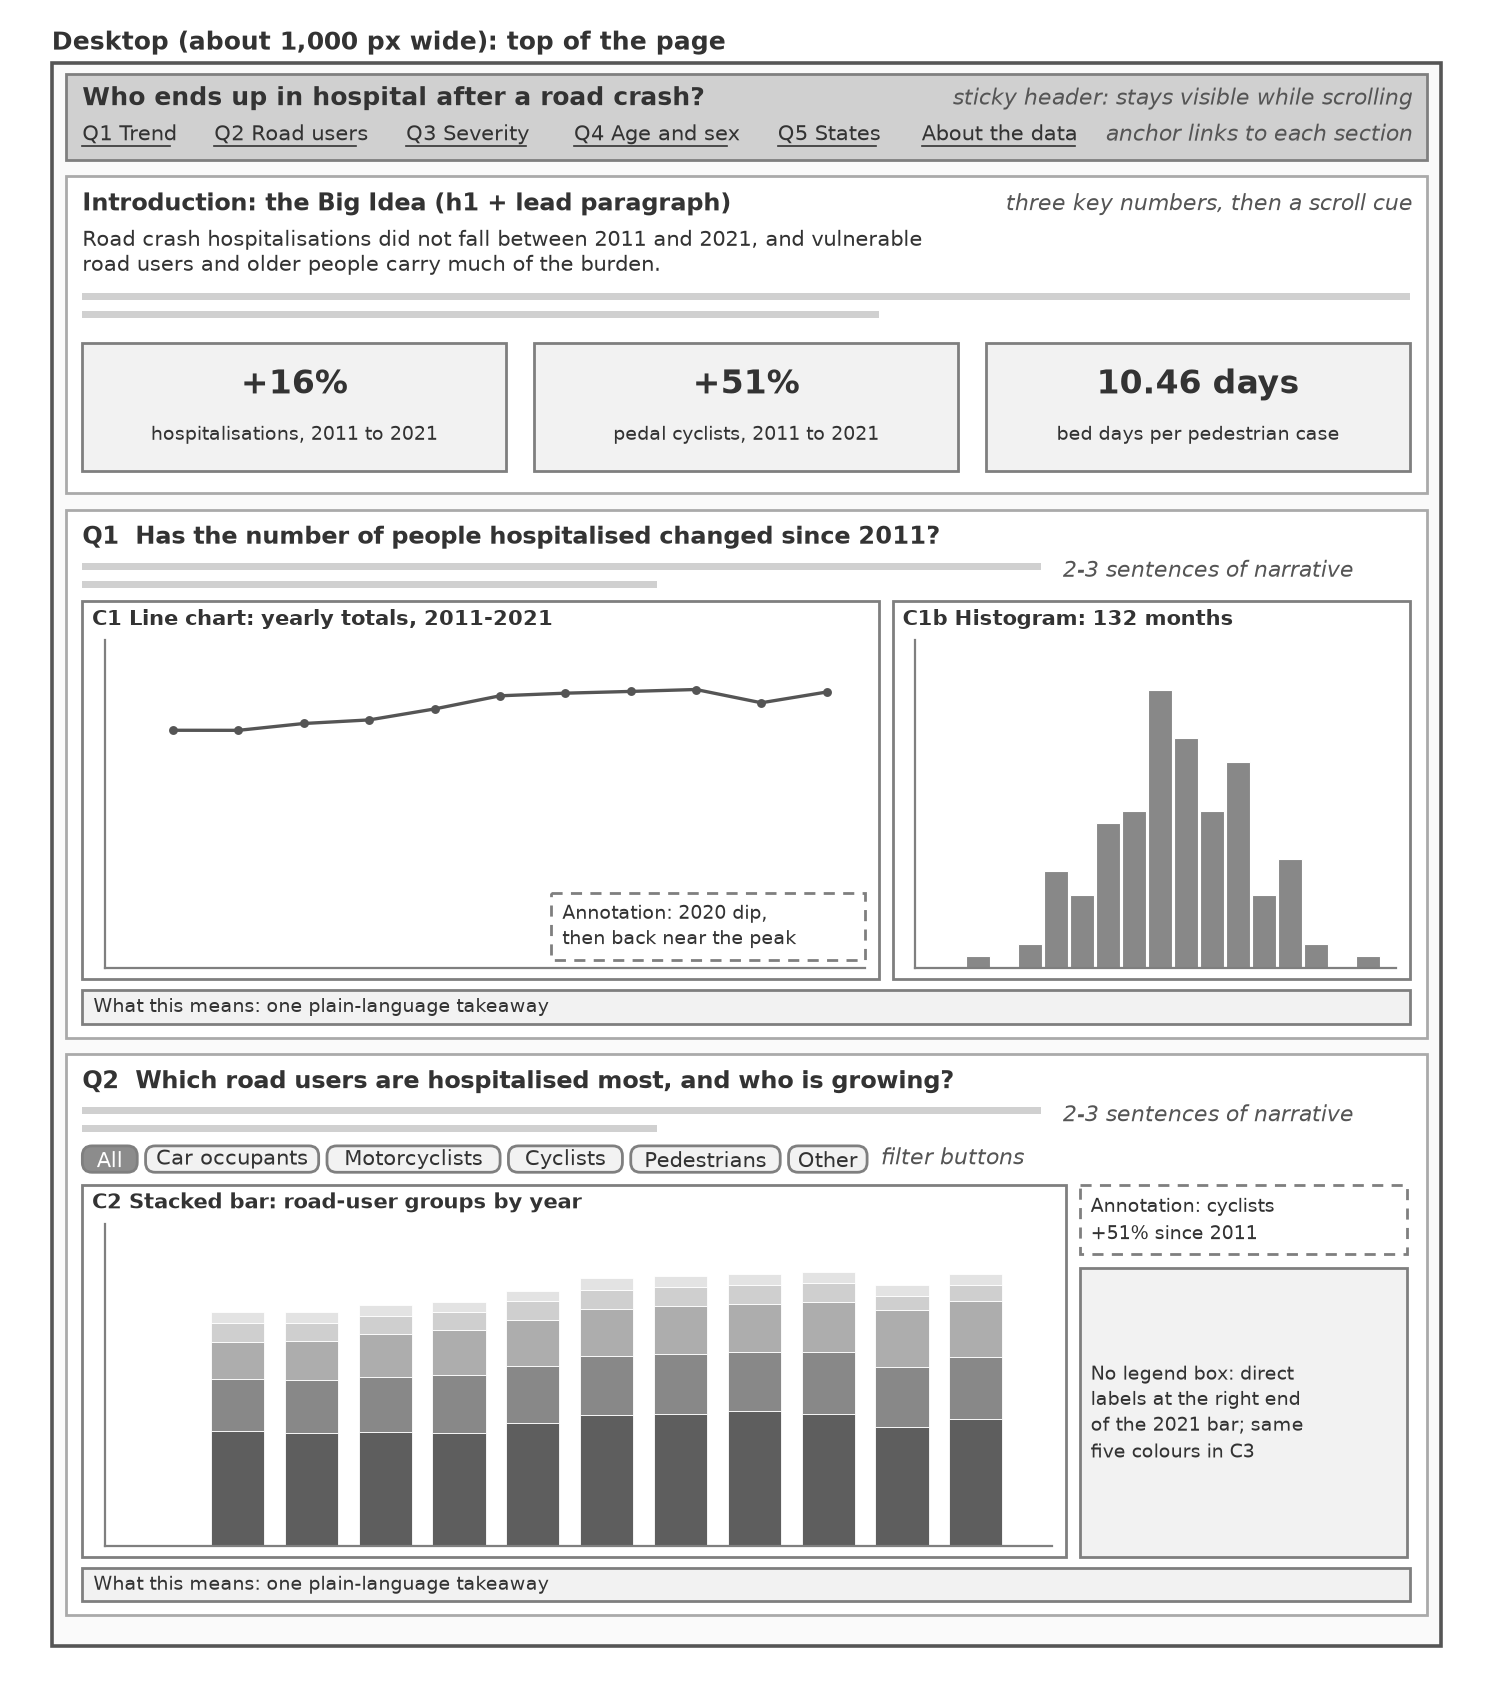 Desktop (about 1,000 px wide): top of the page
Who ends up in hospital after a road crash?
sticky header: stays visible while scrolling
Q1 Trend Q2 Road users Q3 Severity Q4 Age and sex Q5 States About the data
anchor links to each section
Introduction: the Big Idea (h1 + lead paragraph)
three key numbers, then a scroll cue
Road crash hospitalisations did not fall between 2011 and 2021, and vulnerable
road users and older people carry much of the burden.
+16%
hospitalisations, 2011 to 2021
+51%
pedal cyclists, 2011 to 2021
10.46 days
bed days per pedestrian case
Q1 Has the number of people hospitalised changed since 2011?
2-3 sentences of narrative
C1 Line chart: yearly totals, 2011-2021
Annotation: 2020 dip,
then back near the peak
C1b Histogram: 132 months
What this means: one plain-language takeaway
Q2 Which road users are hospitalised most, and who is growing?
2-3 sentences of narrative
All Car occupants Motorcyclists Cyclists Pedestrians Other filter buttons
C2 Stacked bar: road-user groups by year
Annotation: cyclists
+51% since 2011
No legend box: direct
labels at the right end
of the 2021 bar; same
five colours in C3
What this means: one plain-language takeaway